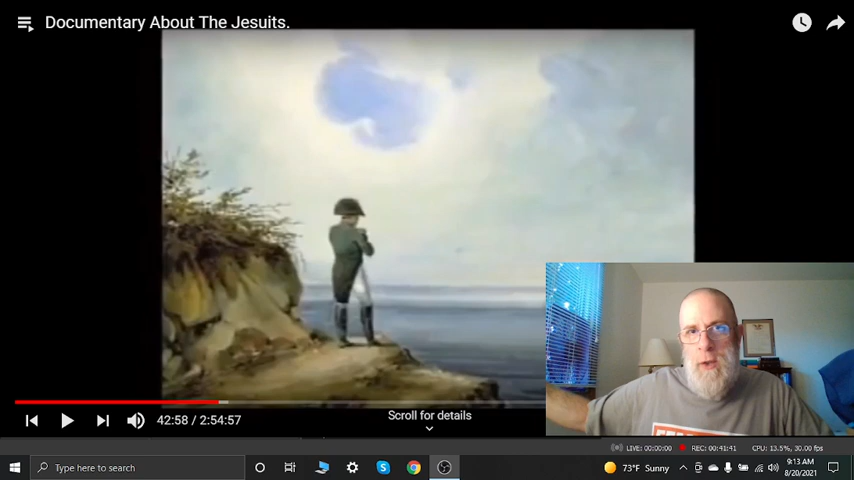 Documentary About The Jesuits.
42:58 / 2:54:57
Scroll for details
LIVE: 00:00:00 REC: 00:41:41 CPU: 13.5%, 30.00 fps
Type here to search
73°F Sunny
9:13 AM
8/20/2021